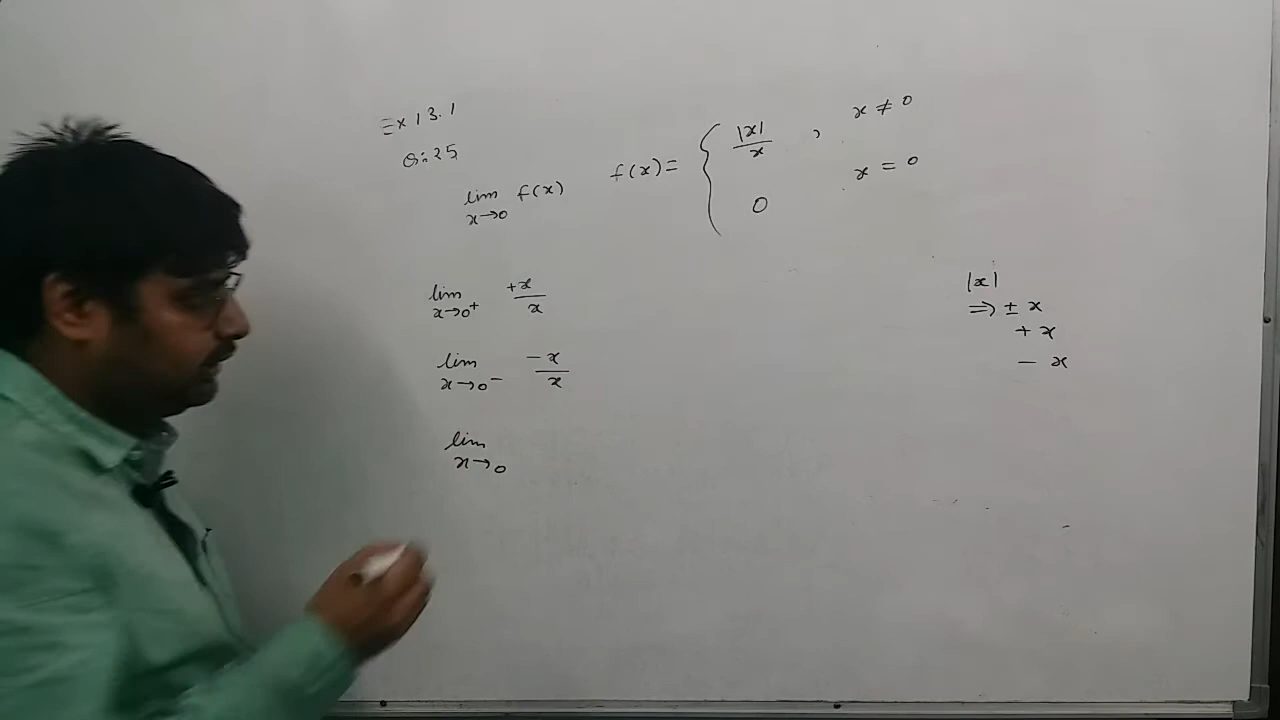 Ex 13.1
Q:25
lim x→0 f(x) f(x) = { |x|/x , x ≠ 0
0 x = 0
lim x→0⁺ +x/x
lim x→0⁻ -x/x
lim x→0
|x|
⇒ ± x
+ x
- x